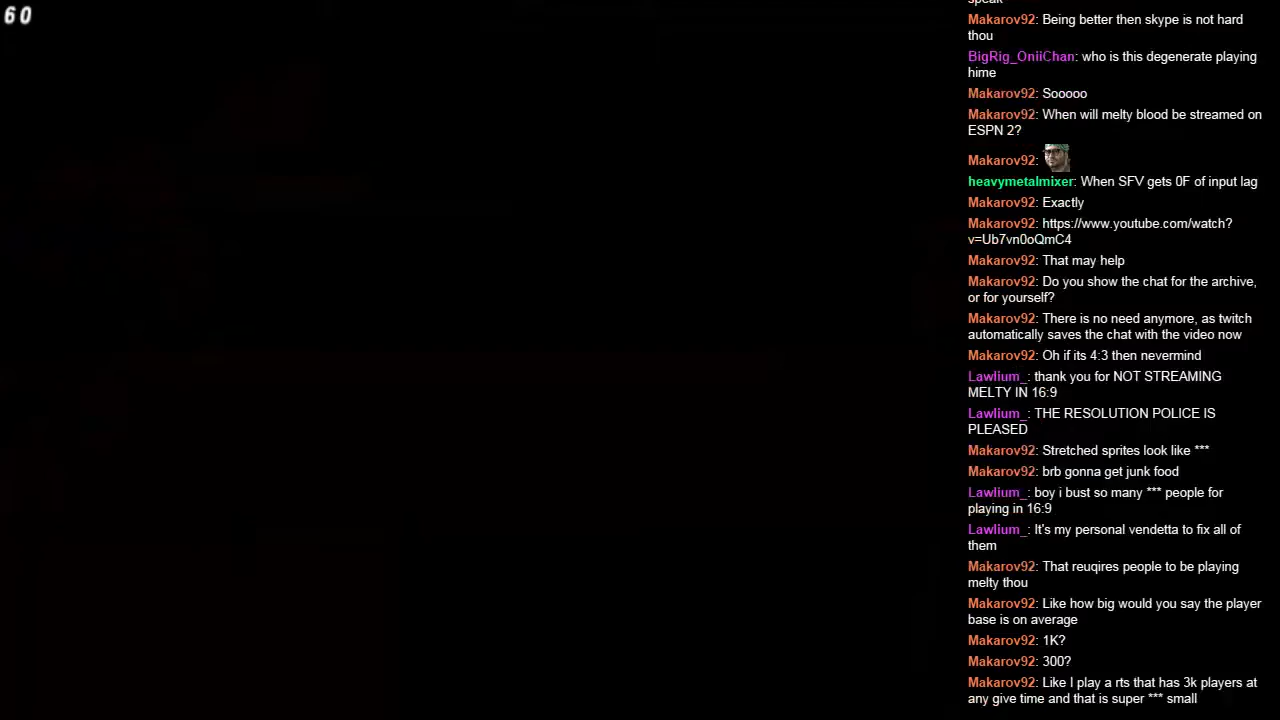 60
speak
Makarov92: Being better then skype is not hard
thou
BigRig_OniiChan: who is this degenerate playing
hime
Makarov92: Sooooo
Makarov92: When will melty blood be streamed on
ESPN 2?
Makarov92:
heavymetalmixer: When SFV gets 0F of input lag
Makarov92: Exactly
Makarov92: https://www.youtube.com/watch?
v=Ub7vn0oQmC4
Makarov92: That may help
Makarov92: Do you show the chat for the archive,
or for yourself?
Makarov92: There is no need anymore, as twitch
automatically saves the chat with the video now
Makarov92: Oh if its 4:3 then nevermind
Lawlium_: thank you for NOT STREAMING
MELTY IN 16:9
Lawlium_: THE RESOLUTION POLICE IS
PLEASED
Makarov92: Stretched sprites look like ***
Makarov92: brb gonna get junk food
Lawlium_: boy i bust so many *** people for
playing in 16:9
Lawlium_: It's my personal vendetta to fix all of
them
Makarov92: That reuqires people to be playing
melty thou
Makarov92: Like how big would you say the player
base is on average
Makarov92: 1K?
Makarov92: 300?
Makarov92: Like I play a rts that has 3k players at
any give time and that is super *** small